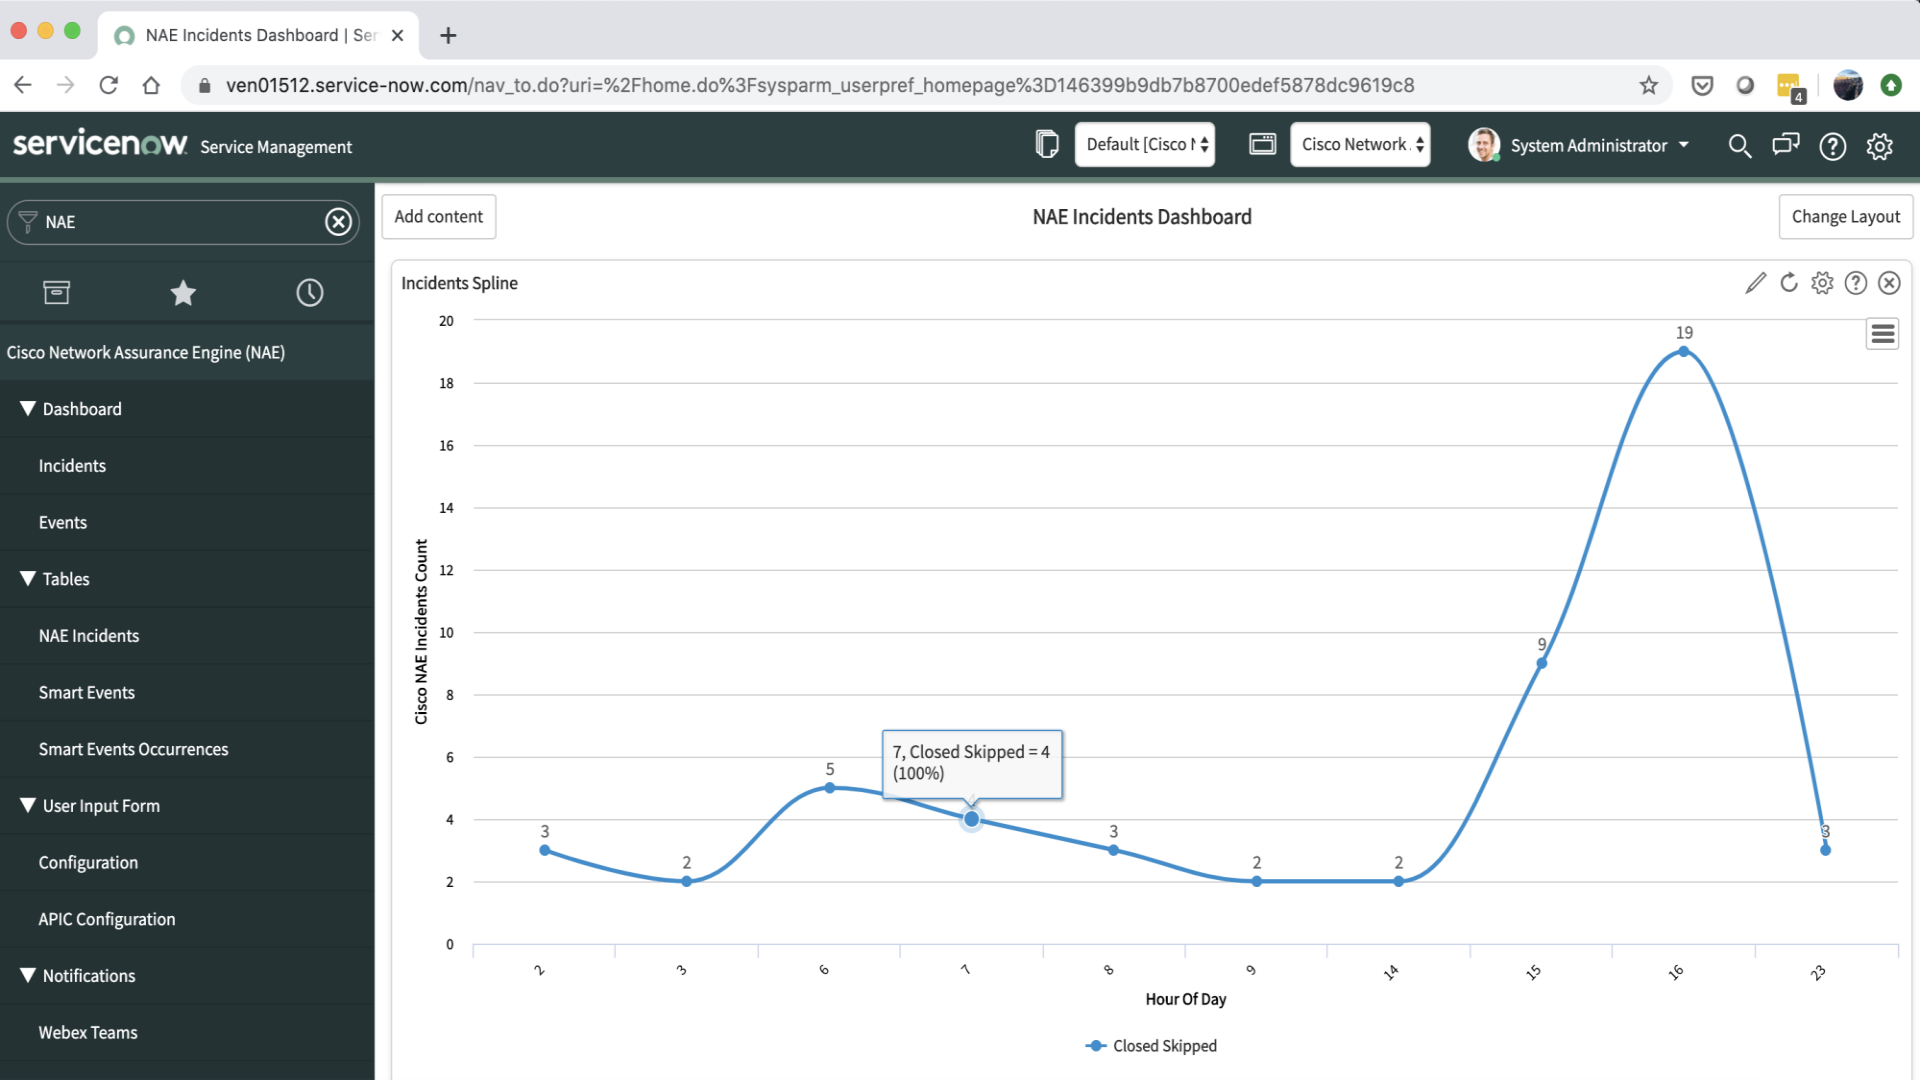 NAE Incidents Dashboard | Ser
ven01512.service-now.com/nav_to.do?uri=%2Fhome.do%3Fsysparm_userpref_homepage%3D146399b9db7b8700edef5878dc9619c8
4
servicenow Service Management
Default [Cisco N
Cisco Network
System Administrator
NAE
Add content
NAE Incidents Dashboard
Change Layout
Cisco Network Assurance Engine (NAE)
Dashboard
Incidents
Events
Tables
NAE Incidents
Smart Events
Smart Events Occurrences
User Input Form
Configuration
APIC Configuration
Notifications
Webex Teams
Incidents Spline
Cisco NAE Incidents Count
20
18
16
14
12
10
8
6
4
2
0
3
2
5
7, Closed Skipped = 4
(100%)
3
2
2
9
19
3
2 3 6 7 8 9 14 15 16 23
Hour Of Day
Closed Skipped